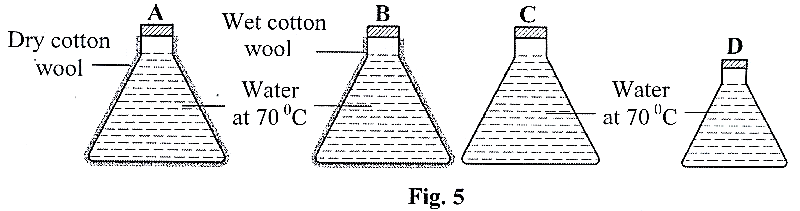 A
B
C
D
Dry cotton
wool
Wet cotton
wool
Water
at 70 ⁰C
Water
at 70 ⁰C
Fig. 5